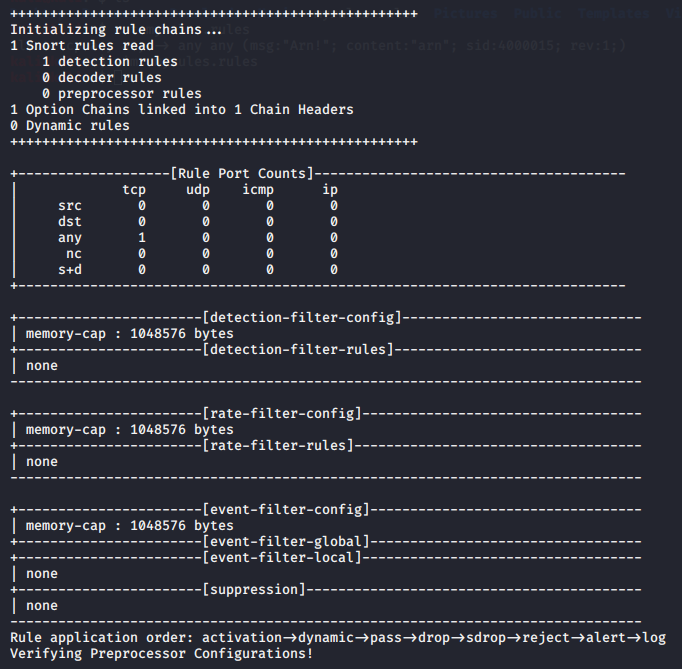 +++++++++++++++++++++++++++++++++++++++++++++++++++
Initializing rule chains...
1 Snort rules read
    1 detection rules
    0 decoder rules
    0 preprocessor rules
1 Option Chains linked into 1 Chain Headers
0 Dynamic rules
+++++++++++++++++++++++++++++++++++++++++++++++++++
+-------------------[Rule Port Counts]---------------------------------------
|             tcp     udp    icmp      ip
|     src       0       0       0       0
|     dst       0       0       0       0
|     any       1       0       0       0
|      nc       0       0       0       0
|     s+d       0       0       0       0
+----------------------------------------------------------------------------
+-----------------------[detection-filter-config]------------------------------
| memory-cap : 1048576 bytes
+-----------------------[detection-filter-rules]-------------------------------
| none
-------------------------------------------------------------------------------
+-----------------------[rate-filter-config]-----------------------------------
| memory-cap : 1048576 bytes
+-----------------------[rate-filter-rules]------------------------------------
| none
-------------------------------------------------------------------------------
+-----------------------[event-filter-config]----------------------------------
| memory-cap : 1048576 bytes
+-----------------------[event-filter-global]----------------------------------
+-----------------------[event-filter-local]-----------------------------------
| none
+-----------------------[suppression]------------------------------------------
| none
-------------------------------------------------------------------------------
Rule application order: activation->dynamic->pass->drop->sdrop->reject->alert->log
Verifying Preprocessor Configurations!